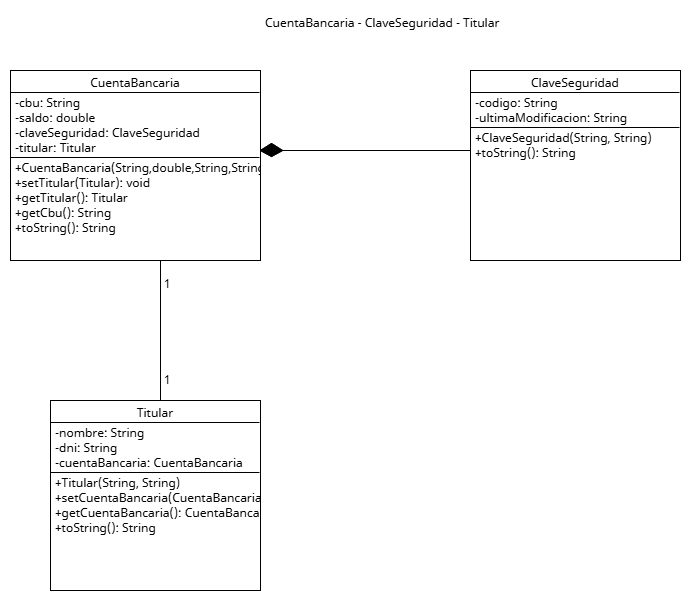 CuentaBancaria - ClaveSeguridad - Titular
CuentaBancaria
-cbu: String
-saldo: double
-claveSeguridad: ClaveSeguridad
-titular: Titular
+CuentaBancaria(String,double,String,String
+setTitular(Titular): void
+getTitular(): Titular
+getCbu(): String
+toString(): String
ClaveSeguridad
-codigo: String
-ultimaModificacion: String
+ClaveSeguridad(String, String)
+toString(): String
1
1
Titular
-nombre: String
-dni: String
-cuentaBancaria: CuentaBancaria
+Titular(String, String)
+setCuentaBancaria(CuentaBancaria
+getCuentaBancaria(): CuentaBanca
+toString(): String